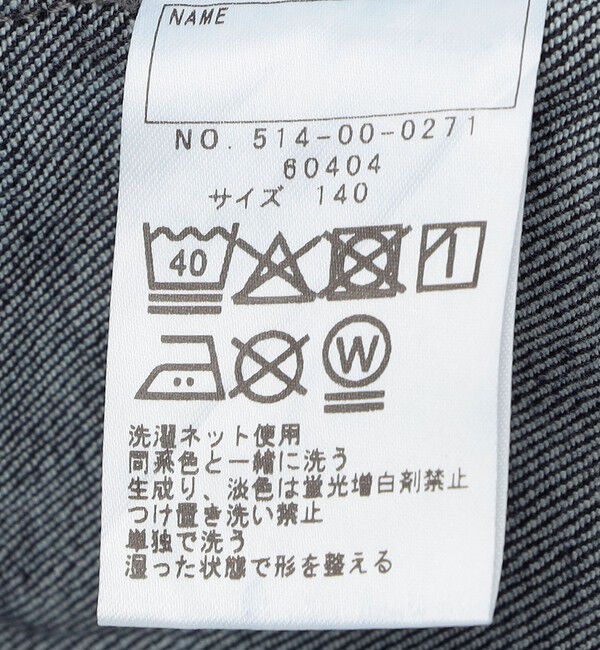 NAME
NO. 514-00-0271
60404
サイズ 140
40
W
洗濯ネット使用
同系色と一緒に洗う
生成り、淡色は蛍光増白剤禁止
つけ置き洗い禁止
単独で洗う
湿った状態で形を整える